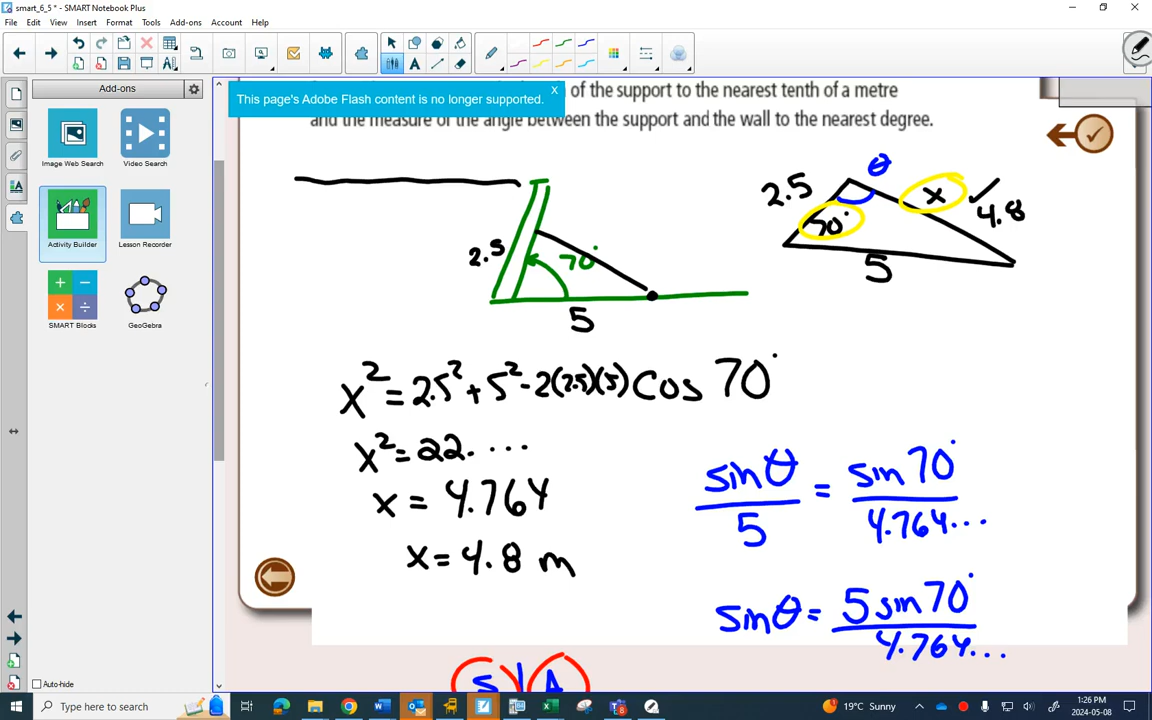 smart_6_5 * - SMART Notebook Plus
File Edit View Insert Format Tools Add-ons Account Help
Add-ons
Image Web Search
Video Search
Activity Builder
Lesson Recorder
SMART Blocks
GeoGebra
Auto-hide
This page's Adobe Flash content is no longer supported. X
of the support to the nearest tenth of a metre
and the measure of the angle between the support and the wall to the nearest degree.
2.5
70°
5
θ
2.5
x
4.8
70°
5
x² = 2.5² + 5² - 2(2.5)(5) cos 70°
x² = 22. ...
x = 4.764
x = 4.8 m
sinθ = sin70°
5 4.764...
sinθ = 5 sin70°
4.764...
S A
Type here to search
19°C Sunny
1:26 PM
2024-05-08